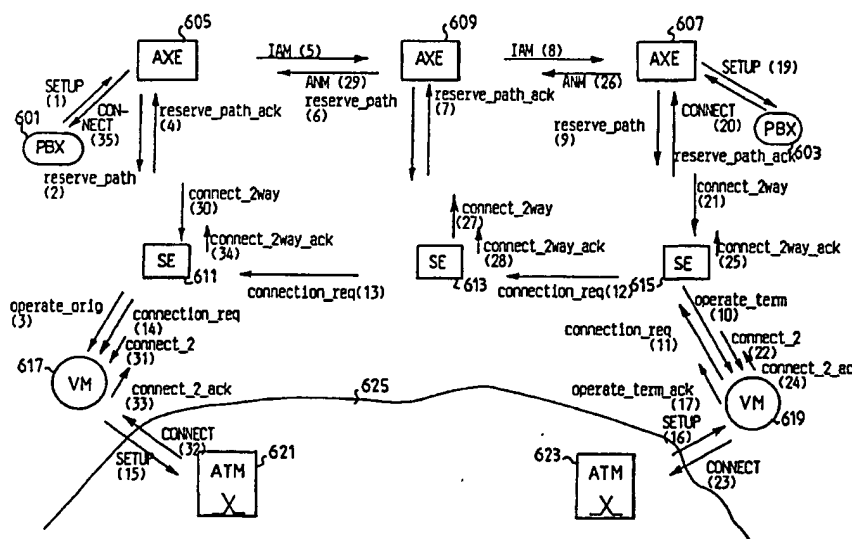 605
609
607
AXE
IAM (5)
AXE
IAM (8)
AXE
SETUP
(1)
ANM (29)
ANM (26)
SETUP (19)
601
PBX
CON-
NECT
(35)
reserve_path_ack
(4)
reserve_path
(6)
reserve_path_ack
(7)
reserve_path
(9)
CONNECT
(20)
PBX
603
reserve_path
(2)
reserve_path_ack
connect_2way
(30)
connect_2way
(27)
connect_2way
(21)
connect_2way_ack
(34)
connect_2way_ack
(28)
connect_2way_ack
(25)
SE
611
SE
613
SE
615
connection_req(13)
connection_req(12)
operate_orig
(3)
connection_req
(14)
operate_term
(10)
connection_req
(11)
connect_2
(31)
connect_2
(22)
617
VM
connect_2_ack
(33)
625
operate_term_ack
(17)
connect_2_ac
(24)
VM
619
CONNECT
(32)
SETUP
(16)
SETUP
(15)
621
ATM
X
623
ATM
X
CONNECT
(23)